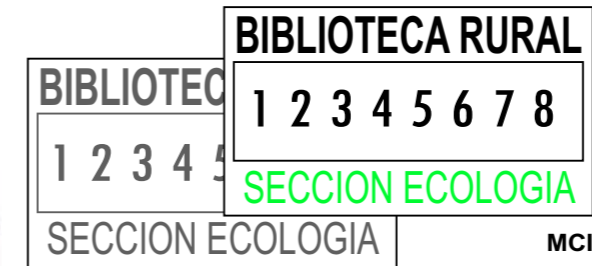 BIBLIOTECA RURAL
1 2 3 4 5 6 7 8
SECCION ECOLOGIA
BIBLIOTEC
1 2 3 4 5
SECCION ECOLOGIA
MCI